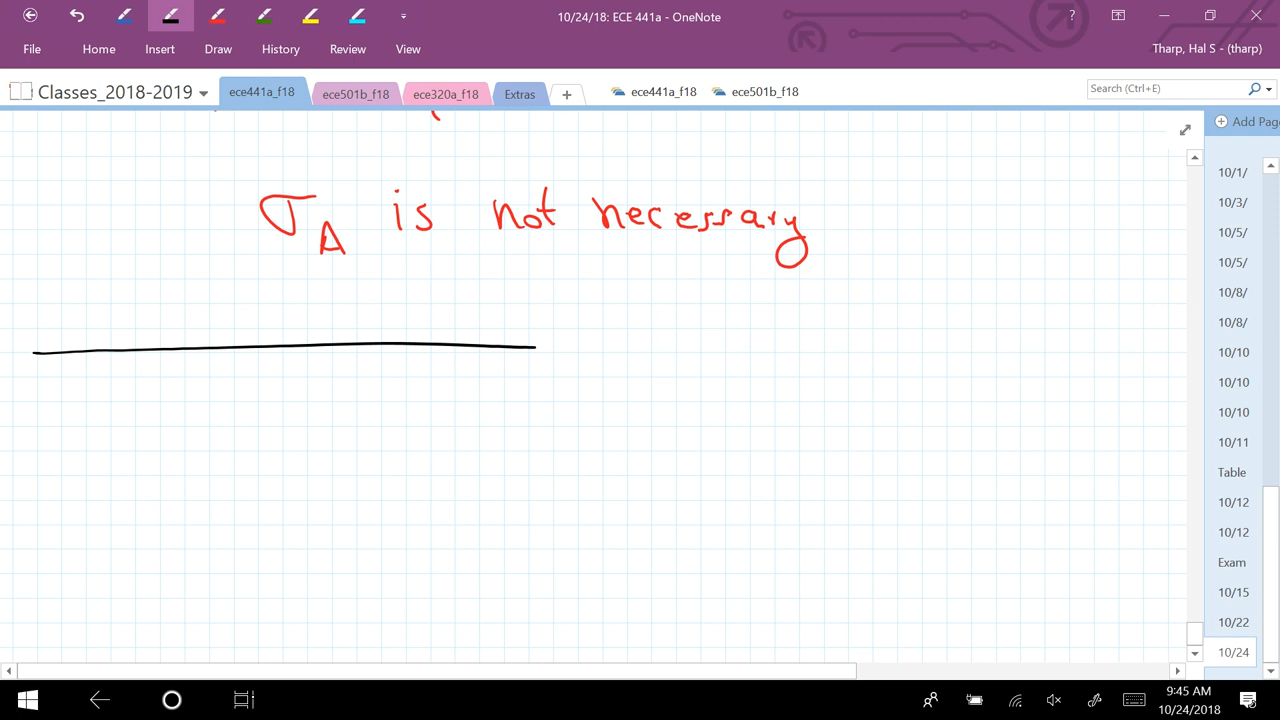 10/24/18: ECE 441a - OneNote
?
File Home Insert Draw History Review View
Tharp, Hal S - (tharp)
Classes_2018-2019
ece441a_f18 ece501b_f18 ece320a_f18 Extras
ece441a_f18 ece501b_f18
Search (Ctrl+E)
Add Page
σ_A is not necessary
10/1/
10/3/
10/5/
10/5/
10/8/
10/8/
10/10
10/10
10/10
10/11
Table
10/12
10/12
Exam
10/15
10/22
10/24
9:45 AM
10/24/2018